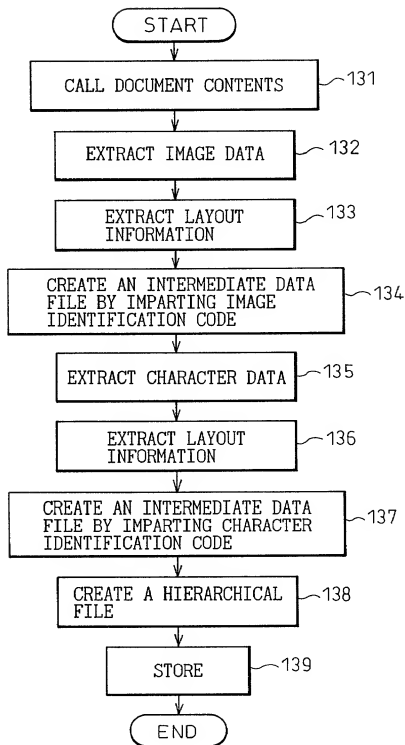 START
CALL DOCUMENT CONTENTS
131
EXTRACT IMAGE DATA
132
EXTRACT LAYOUT
INFORMATION
133
CREATE AN INTERMEDIATE DATA
FILE BY IMPARTING IMAGE
IDENTIFICATION CODE
134
EXTRACT CHARACTER DATA
135
EXTRACT LAYOUT
INFORMATION
136
CREATE AN INTERMEDIATE DATA
FILE BY IMPARTING CHARACTER
IDENTIFICATION CODE
137
CREATE A HIERARCHICAL
FILE
138
STORE
139
END